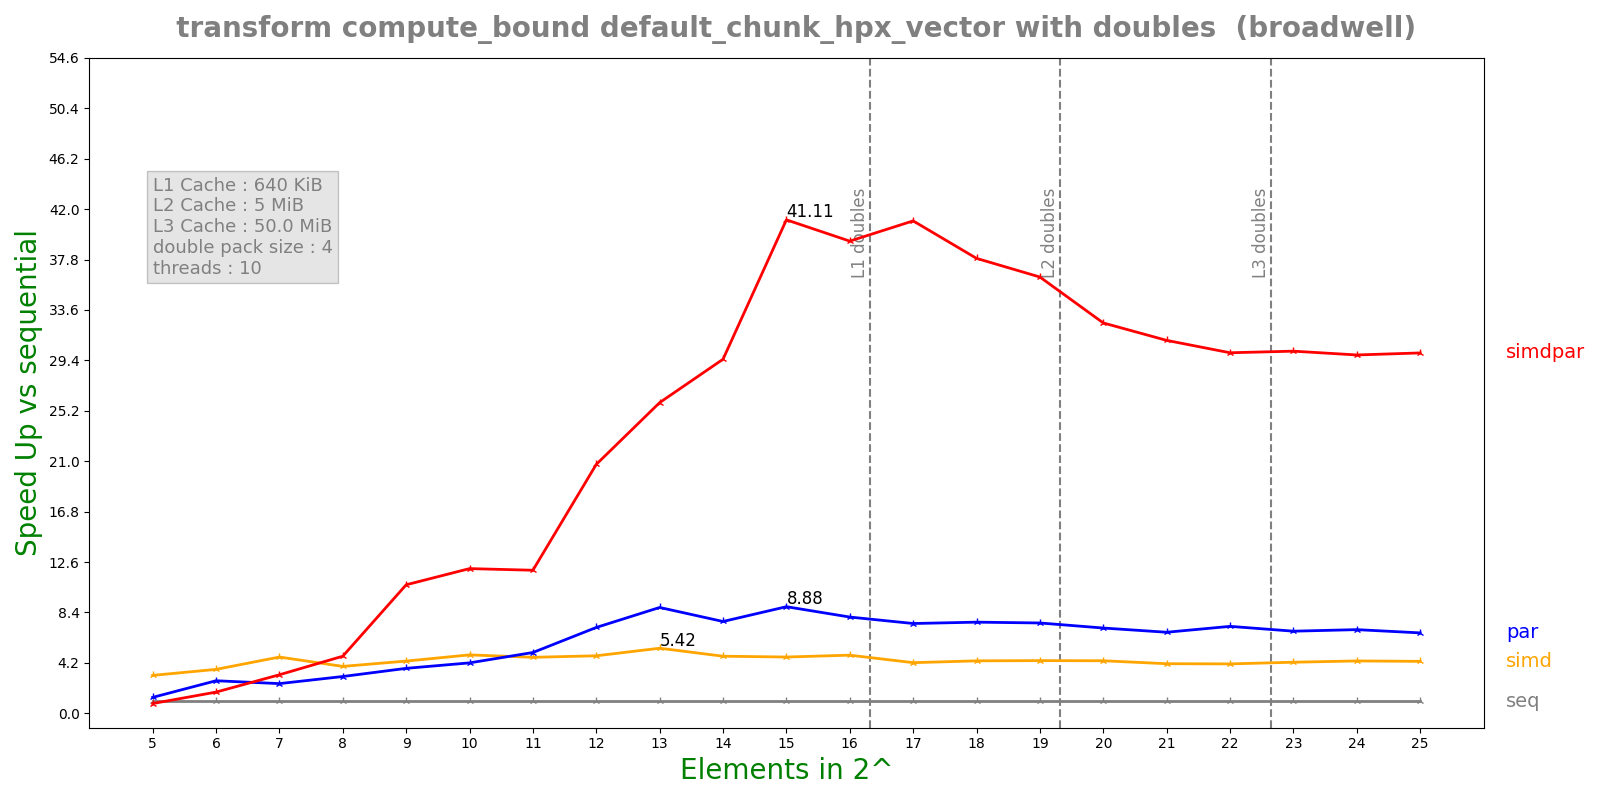 transform compute_bound default_chunk_hpx_vector with doubles  (broadwell)
Speed Up vs sequential
54.6
50.4
46.2
42.0
37.8
33.6
29.4
25.2
21.0
16.8
12.6
8.4
4.2
0.0
L1 Cache : 640 KiB
L2 Cache : 5 MiB
L3 Cache : 50.0 MiB
double pack size : 4
threads : 10
41.11
8.88
5.42
L1 doubles
L2 doubles
L3 doubles
simdpar
par
simd
seq
5 6 7 8 9 10 11 12 13 14 15 16 17 18 19 20 21 22 23 24 25
Elements in 2^